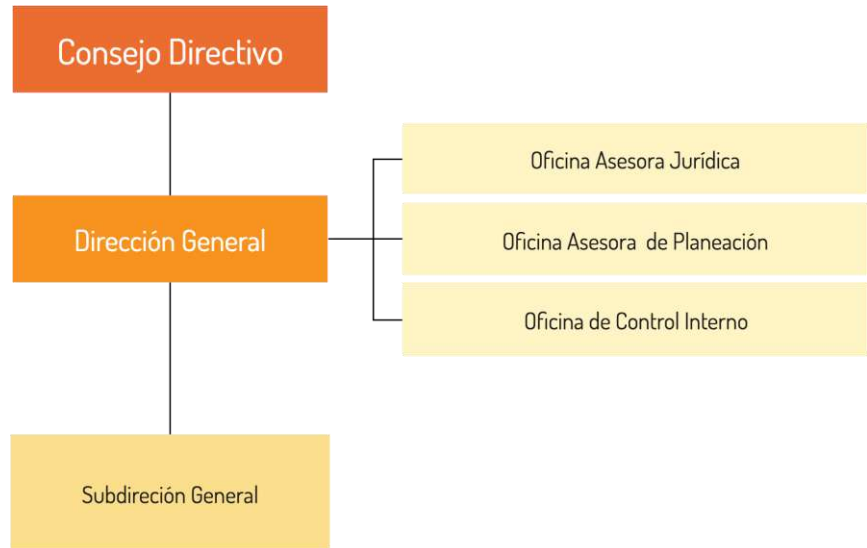 Consejo Directivo
Oficina Asesora Jurídica
Dirección General
Oficina Asesora de Planeación
Oficina de Control Interno
Subdireción General